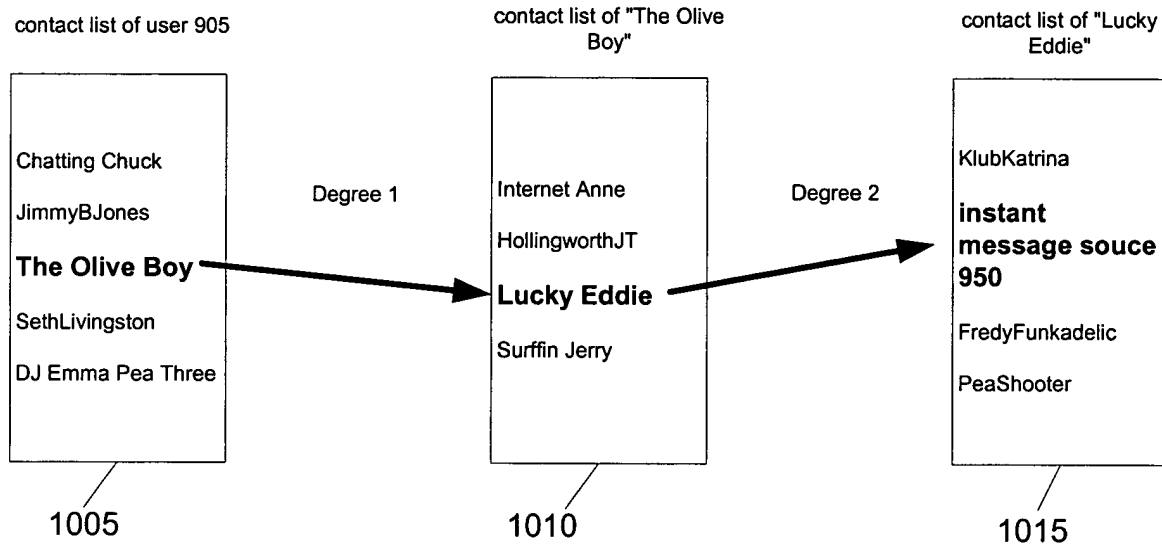 contact list of user 905
Chatting Chuck
JimmyBJones
The Olive Boy
SethLivingston
DJ Emma Pea Three
1005
Degree 1
contact list of "The Olive
Boy"
Internet Anne
HollingworthJT
Lucky Eddie
Surffin Jerry
1010
Degree 2
contact list of "Lucky
Eddie"
KlubKatrina
instant
message souce
950
FredyFunkadelic
PeaShooter
1015